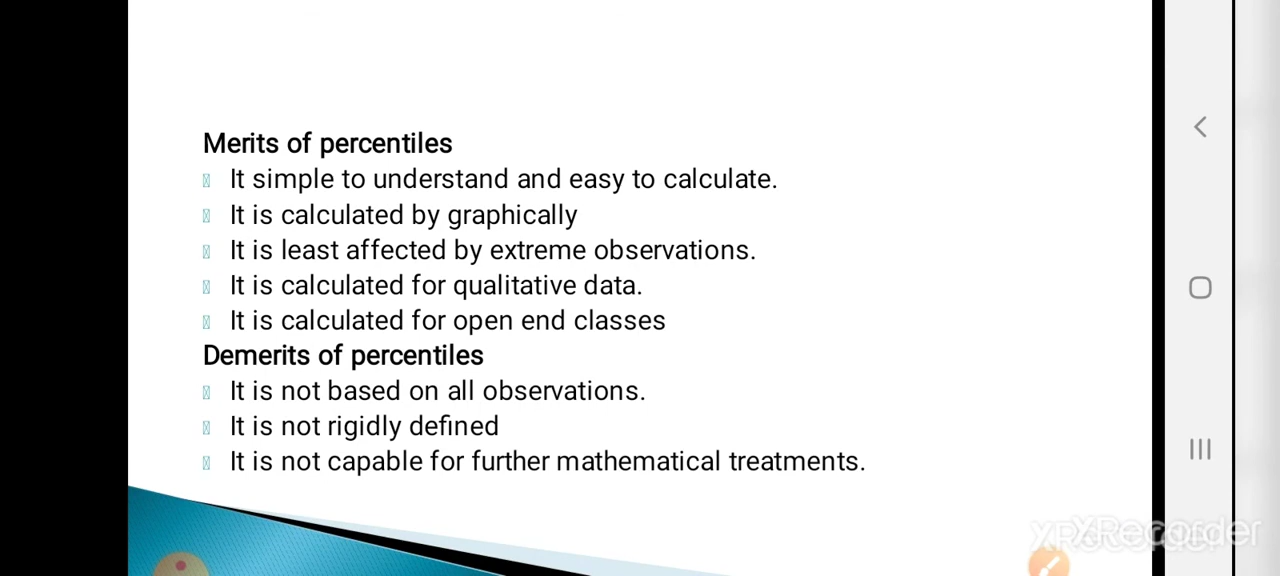 Merits of percentiles
It simple to understand and easy to calculate.
It is calculated by graphically
It is least affected by extreme observations.
It is calculated for qualitative data.
It is calculated for open end classes
Demerits of percentiles
It is not based on all observations.
It is not rigidly defined
It is not capable for further mathematical treatments.
XRecorder